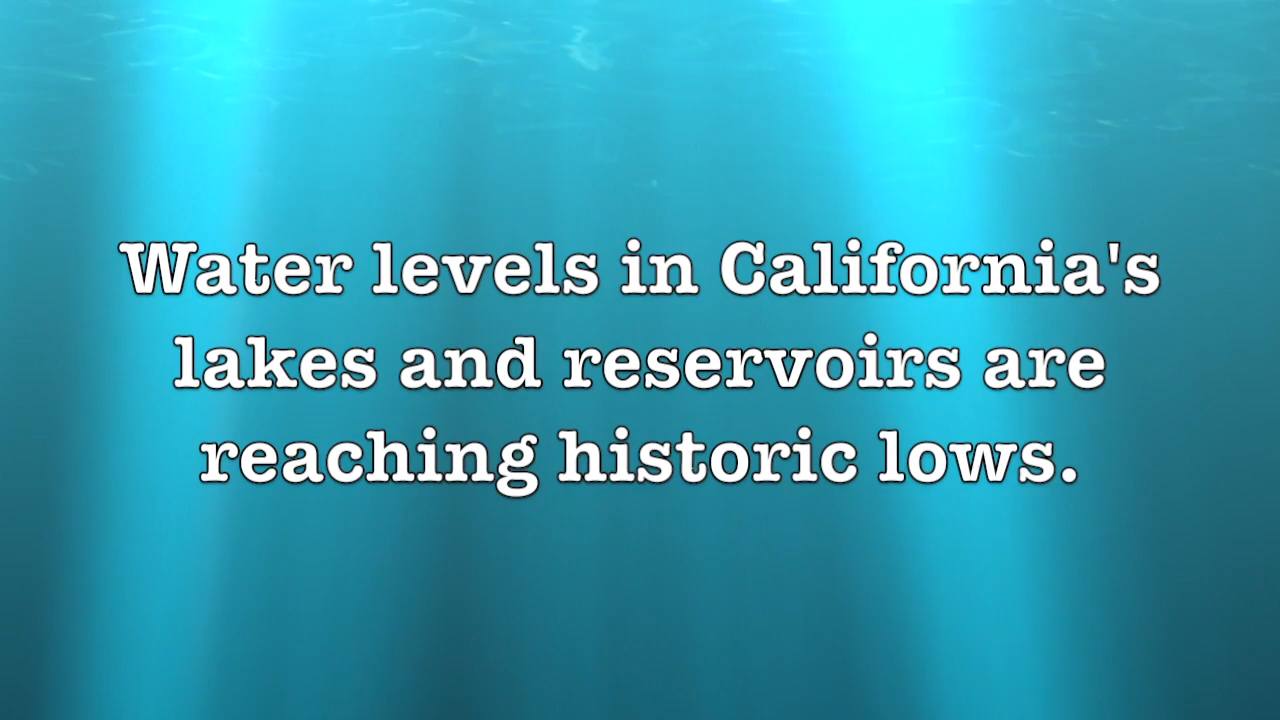 Water levels in California's
lakes and reservoirs are
reaching historic lows.